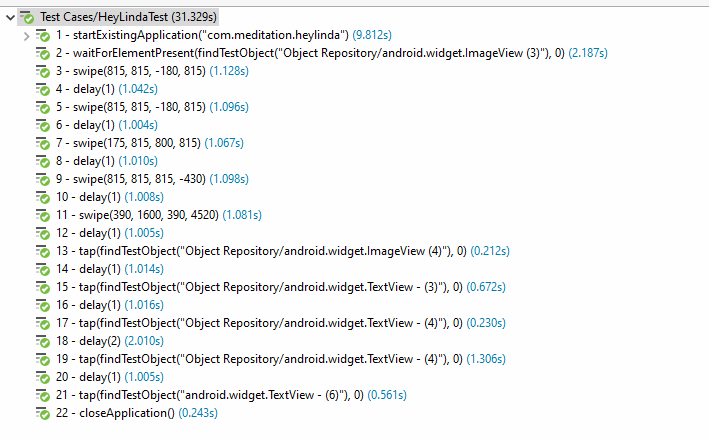 Test Cases/HeyLindaTest (31.329s)
1 - startExistingApplication("com.meditation.heylinda") (9.812s)
2 - waitForElementPresent(findTestObject("Object Repository/android.widget.ImageView (3)"), 0) (2.187s)
3 - swipe(815, 815, -180, 815) (1.128s)
4 - delay(1) (1.042s)
5 - swipe(815, 815, -180, 815) (1.096s)
6 - delay(1) (1.004s)
7 - swipe(175, 815, 800, 815) (1.067s)
8 - delay(1) (1.010s)
9 - swipe(815, 815, 815, -430) (1.098s)
10 - delay(1) (1.008s)
11 - swipe(390, 1600, 390, 4520) (1.081s)
12 - delay(1) (1.005s)
13 - tap(findTestObject("Object Repository/android.widget.ImageView (4)"), 0) (0.212s)
14 - delay(1) (1.014s)
15 - tap(findTestObject("Object Repository/android.widget.TextView - (3)"), 0) (0.672s)
16 - delay(1) (1.016s)
17 - tap(findTestObject("Object Repository/android.widget.TextView - (4)"), 0) (0.230s)
18 - delay(2) (2.010s)
19 - tap(findTestObject("Object Repository/android.widget.TextView - (4)"), 0) (1.306s)
20 - delay(1) (1.005s)
21 - tap(findTestObject("android.widget.TextView - (6)"), 0) (0.561s)
22 - closeApplication() (0.243s)